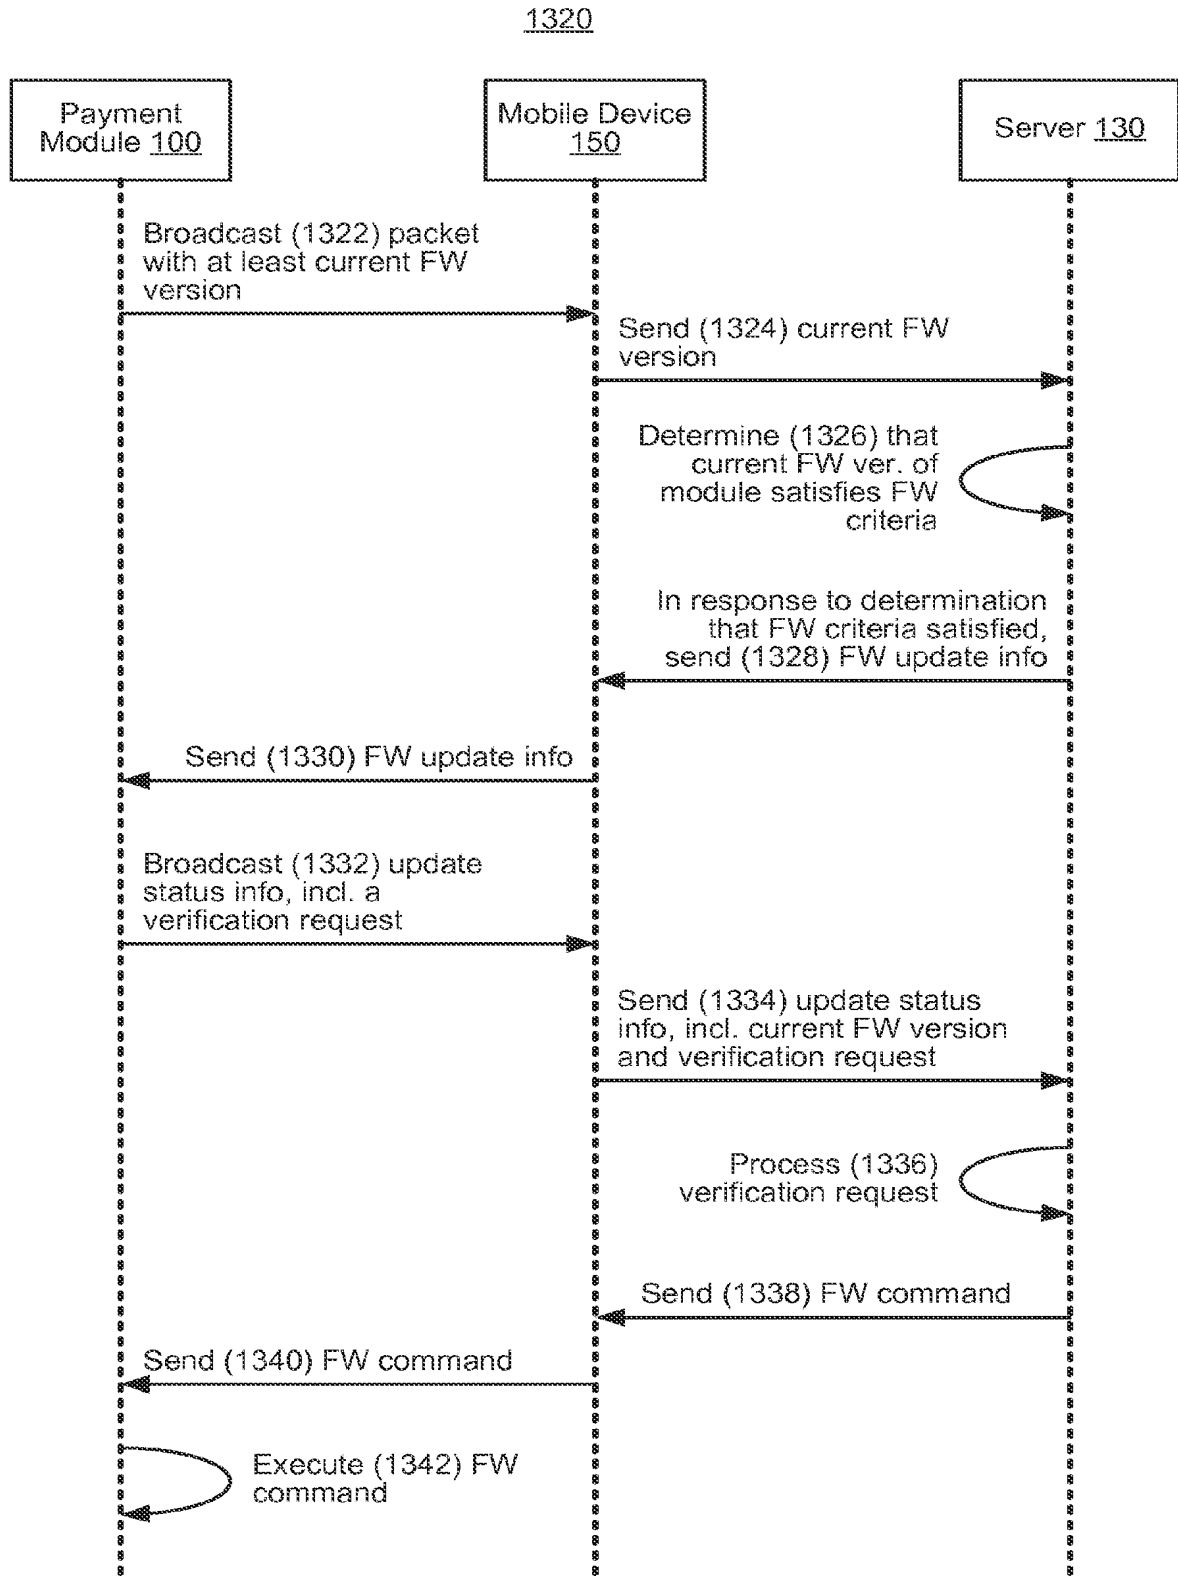 1320
Payment
Module 100
Mobile Device
150
Server 130
Broadcast (1322) packet
with at least current FW
version
Send (1324) current FW
version
Determine (1326) that
current FW ver. of
module satisfies FW
criteria
In response to determination
that FW criteria satisfied,
send (1328) FW update info
Send (1330) FW update info
Broadcast (1332) update
status info, incl. a
verification request
Send (1334) update status
info, incl. current FW version
and verification request
Process (1336)
verification request
Send (1338) FW command
Send (1340) FW command
Execute (1342) FW
command